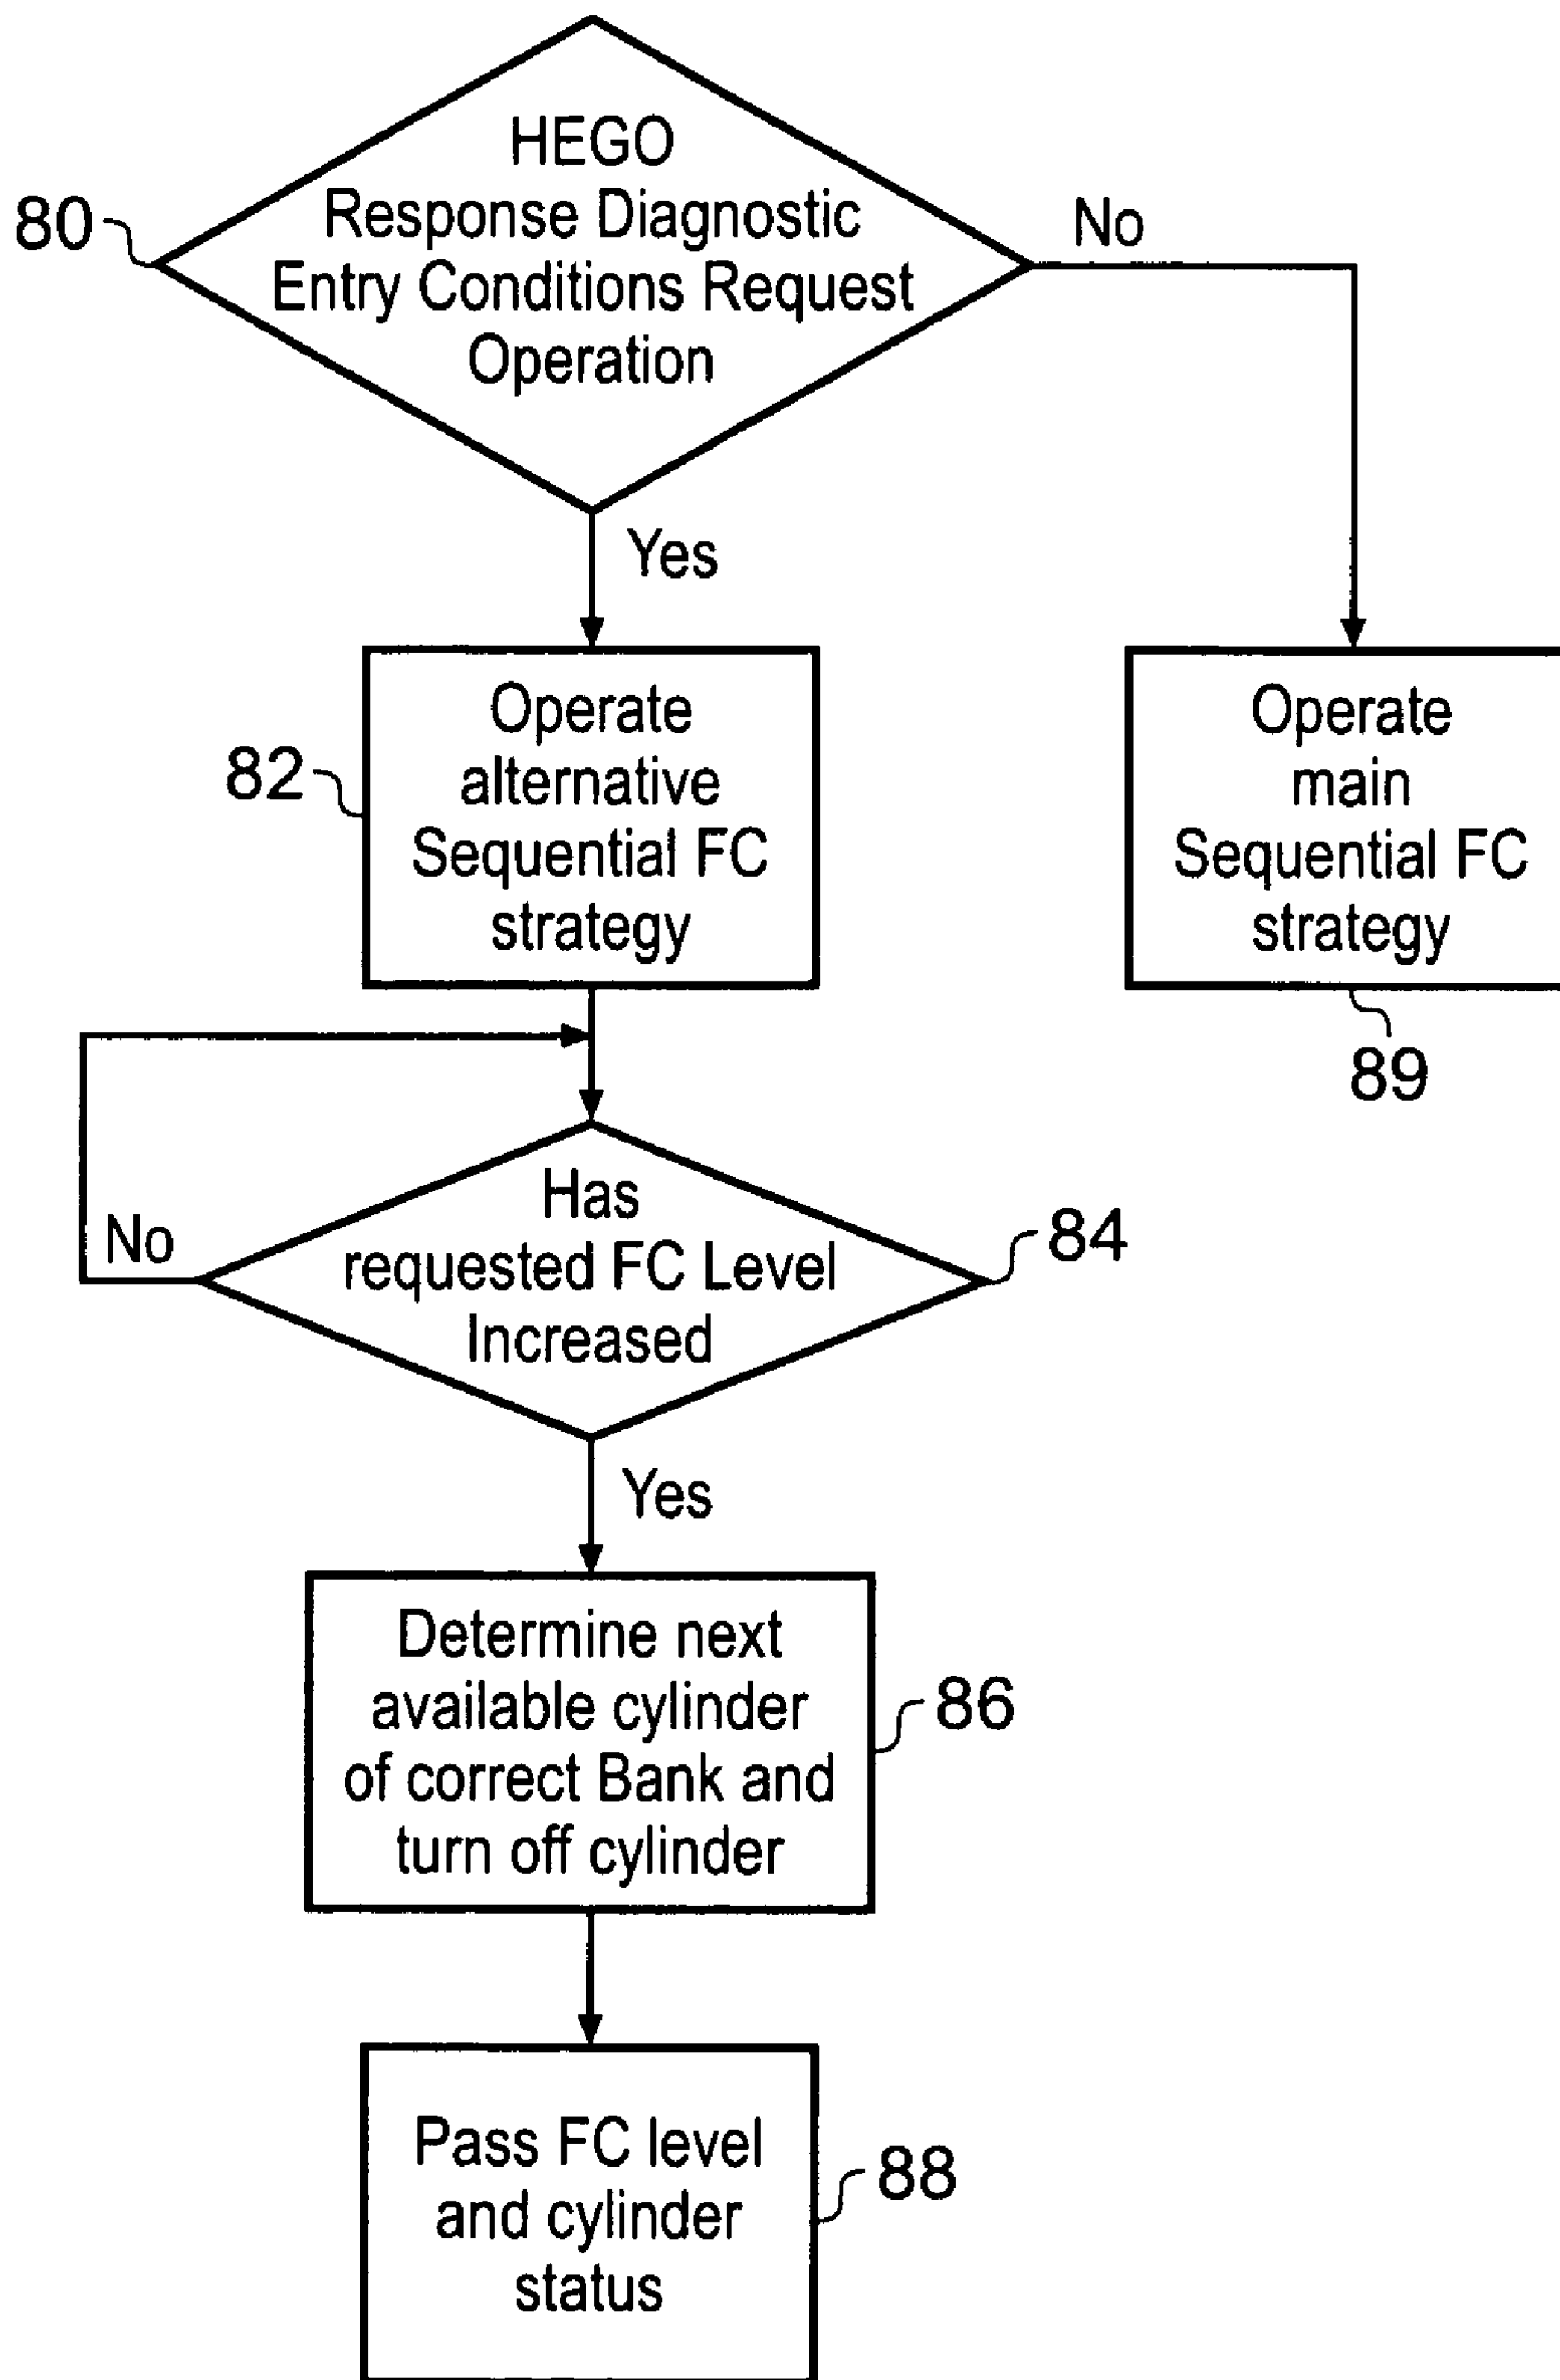 HEGO
Response Diagnostic
Entry Conditions Request
Operation
80
No
Yes
Operate
alternative
Sequential FC
strategy
82
Operate
main
Sequential FC
strategy
89
Has
requested FC Level
Increased
84
No
Yes
Determine next
available cylinder
of correct Bank and
turn off cylinder
86
Pass FC level
and cylinder
status
88